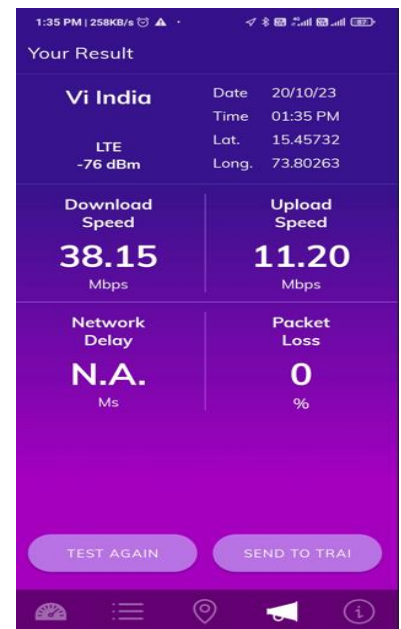 1:35 PM | 258KB/s
Your Result
Vi India
Date 20/10/23
Time 01:35 PM
LTE
-76 dBm
Lat. 15.45732
Long. 73.80263
Download Speed
38.15
Mbps
Upload Speed
11.20
Mbps
Network Delay
N.A.
Ms
Packet Loss
0
%
TEST AGAIN
SEND TO TRAI